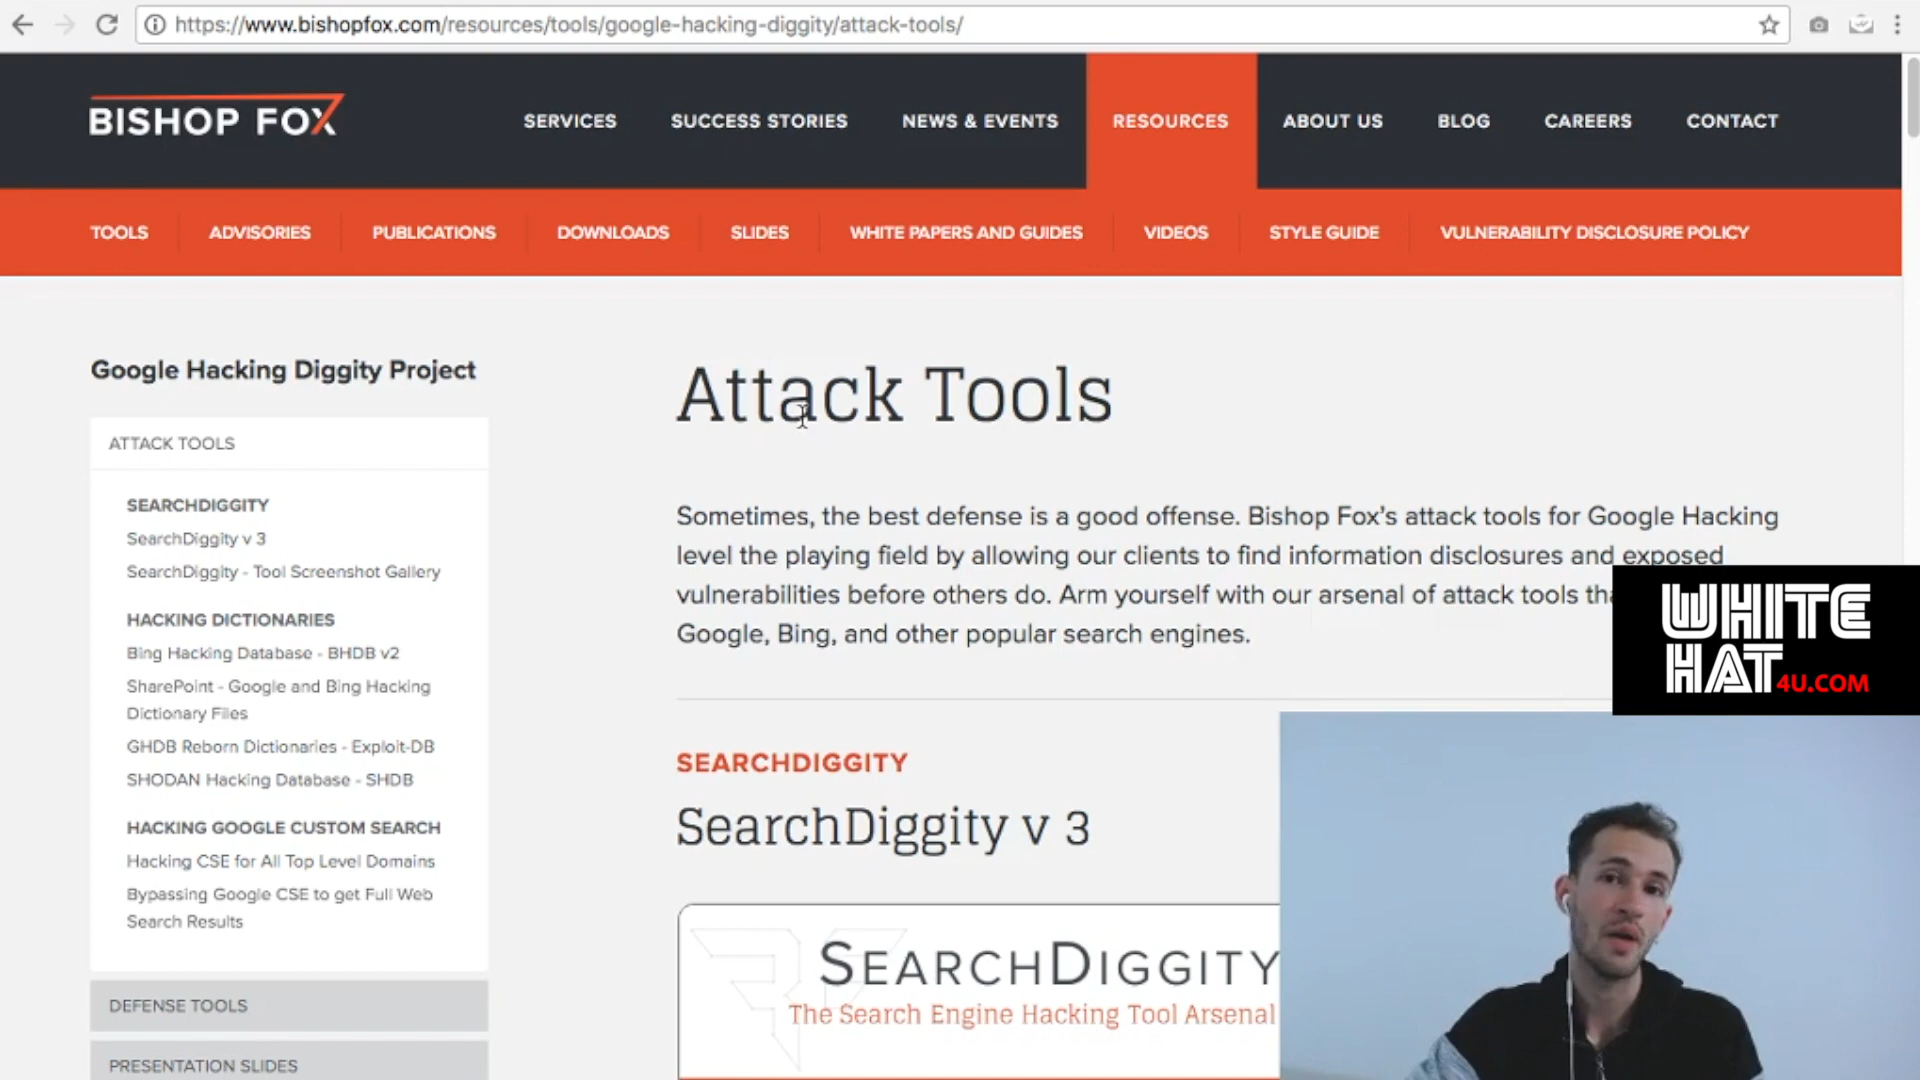 https://www.bishopfox.com/resources/tools/google-hacking-diggity/attack-tools/
BISHOP FOX
SERVICES
SUCCESS STORIES
NEWS & EVENTS
RESOURCES
ABOUT US
BLOG
CAREERS
CONTACT
TOOLS
ADVISORIES
PUBLICATIONS
DOWNLOADS
SLIDES
WHITE PAPERS AND GUIDES
VIDEOS
STYLE GUIDE
VULNERABILITY DISCLOSURE POLICY
Google Hacking Diggity Project
ATTACK TOOLS
SEARCHDIGGITY
SearchDiggity v 3
SearchDiggity - Tool Screenshot Gallery
HACKING DICTIONARIES
Bing Hacking Database - BHDB v2
SharePoint - Google and Bing Hacking
Dictionary Files
GHDB Reborn Dictionaries - Exploit-DB
SHODAN Hacking Database - SHDB
HACKING GOOGLE CUSTOM SEARCH
Hacking CSE for All Top Level Domains
Bypassing Google CSE to get Full Web
Search Results
DEFENSE TOOLS
PRESENTATION SLIDES
Attack Tools
Sometimes, the best defense is a good offense. Bishop Fox's attack tools for Google Hacking
level the playing field by allowing our clients to find information disclosures and exposed
vulnerabilities before others do. Arm yourself with our arsenal of attack tools
Google, Bing, and other popular search engines.
SEARCHDIGGITY
SearchDiggity v 3
SEARCHDIGGITY
The Search Engine Hacking Tool Arsenal
WHITE
HAT4U.COM